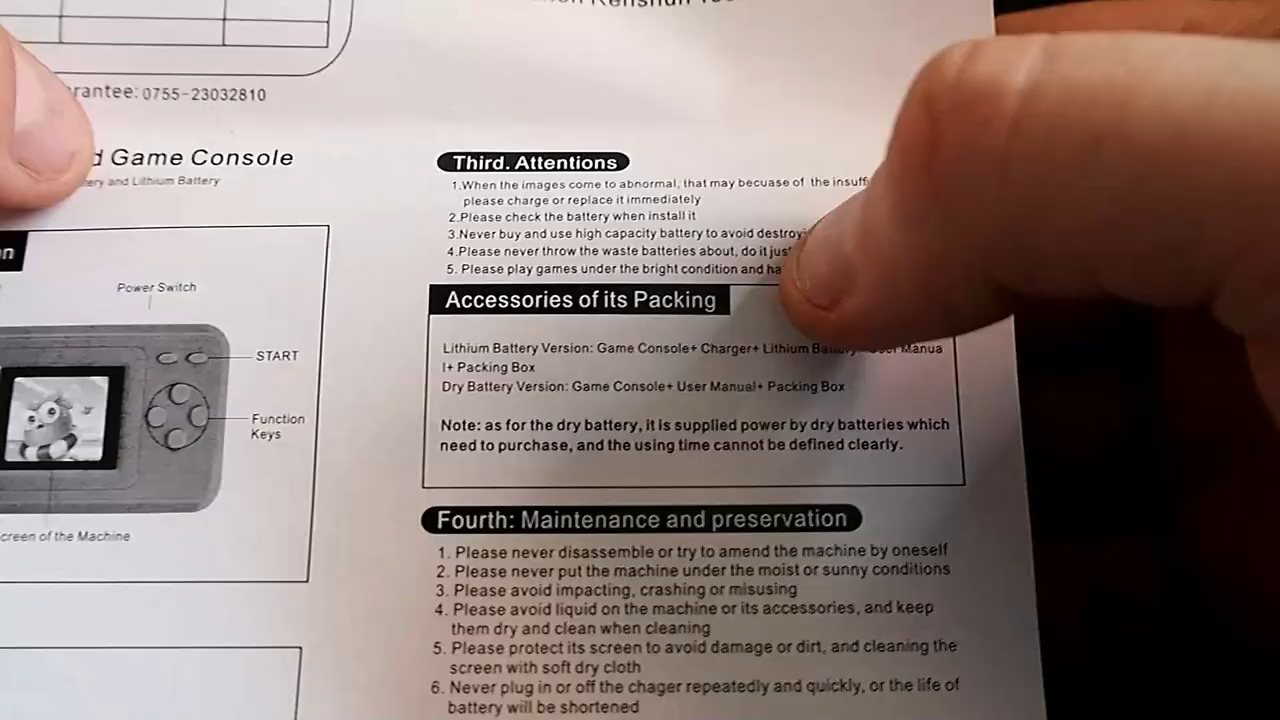 rantee: 0755-23032810
d Game Console
ery and Lithium Battery
n
Power Switch
START
Function
Keys
creen of the Machine
Third. Attentions
1.When the images come to abnormal, that may becuase of the insuff
please charge or replace it immediately
2.Please check the battery when install it
3.Never buy and use high capacity battery to avoid destroy
4.Please never throw the waste batteries about, do it just
5. Please play games under the bright condition and ha
Accessories of its Packing
Lithium Battery Version: Game Console+ Charger+ Lithium Battery User Manua
l+ Packing Box
Dry Battery Version: Game Console+ User Manual+ Packing Box
Note: as for the dry battery, it is supplied power by dry batteries which
need to purchase, and the using time cannot be defined clearly.
Fourth: Maintenance and preservation
1. Please never disassemble or try to amend the machine by oneself
2. Please never put the machine under the moist or sunny conditions
3. Please avoid impacting, crashing or misusing
4. Please avoid liquid on the machine or its accessories, and keep
them dry and clean when cleaning
5. Please protect its screen to avoid damage or dirt, and cleaning the
screen with soft dry cloth
6. Never plug in or off the chager repeatedly and quickly, or the life of
battery will be shortened